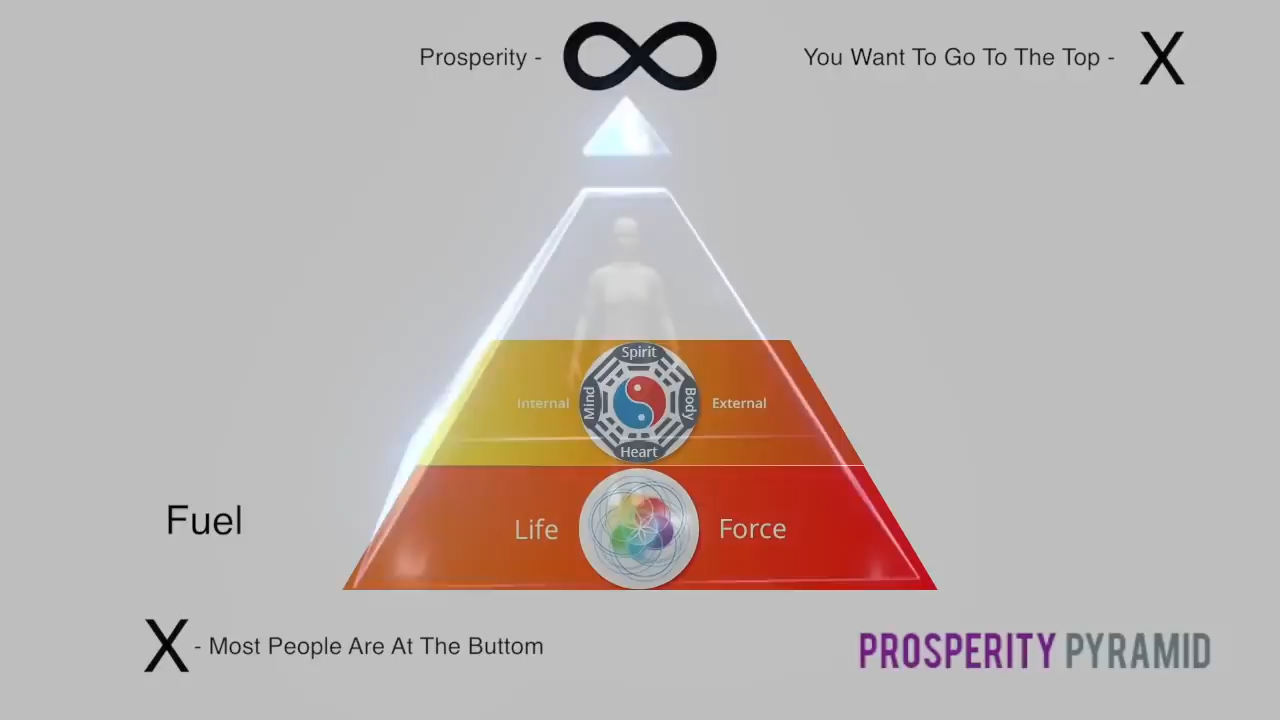 Prosperity -
You Want To Go To The Top - X
Spirit
Internal
Mind
Body
External
Heart
Fuel
Life
Force
X - Most People Are At The Buttom
PROSPERITY PYRAMID